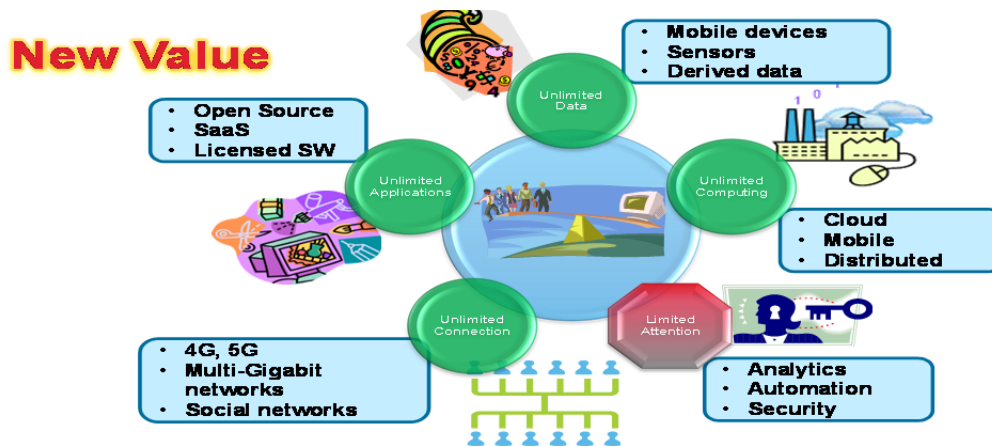 New Value
• Mobile devices
• Sensors
• Derived data
Unlimited
Data
• Open Source
• SaaS
• Licensed SW
Unlimited
Applications
Unlimited
Computing
• Cloud
• Mobile
• Distributed
Unlimited
Connection
Limited
Attention
• 4G, 5G
• Multi-Gigabit
networks
• Social networks
• Analytics
• Automation
• Security